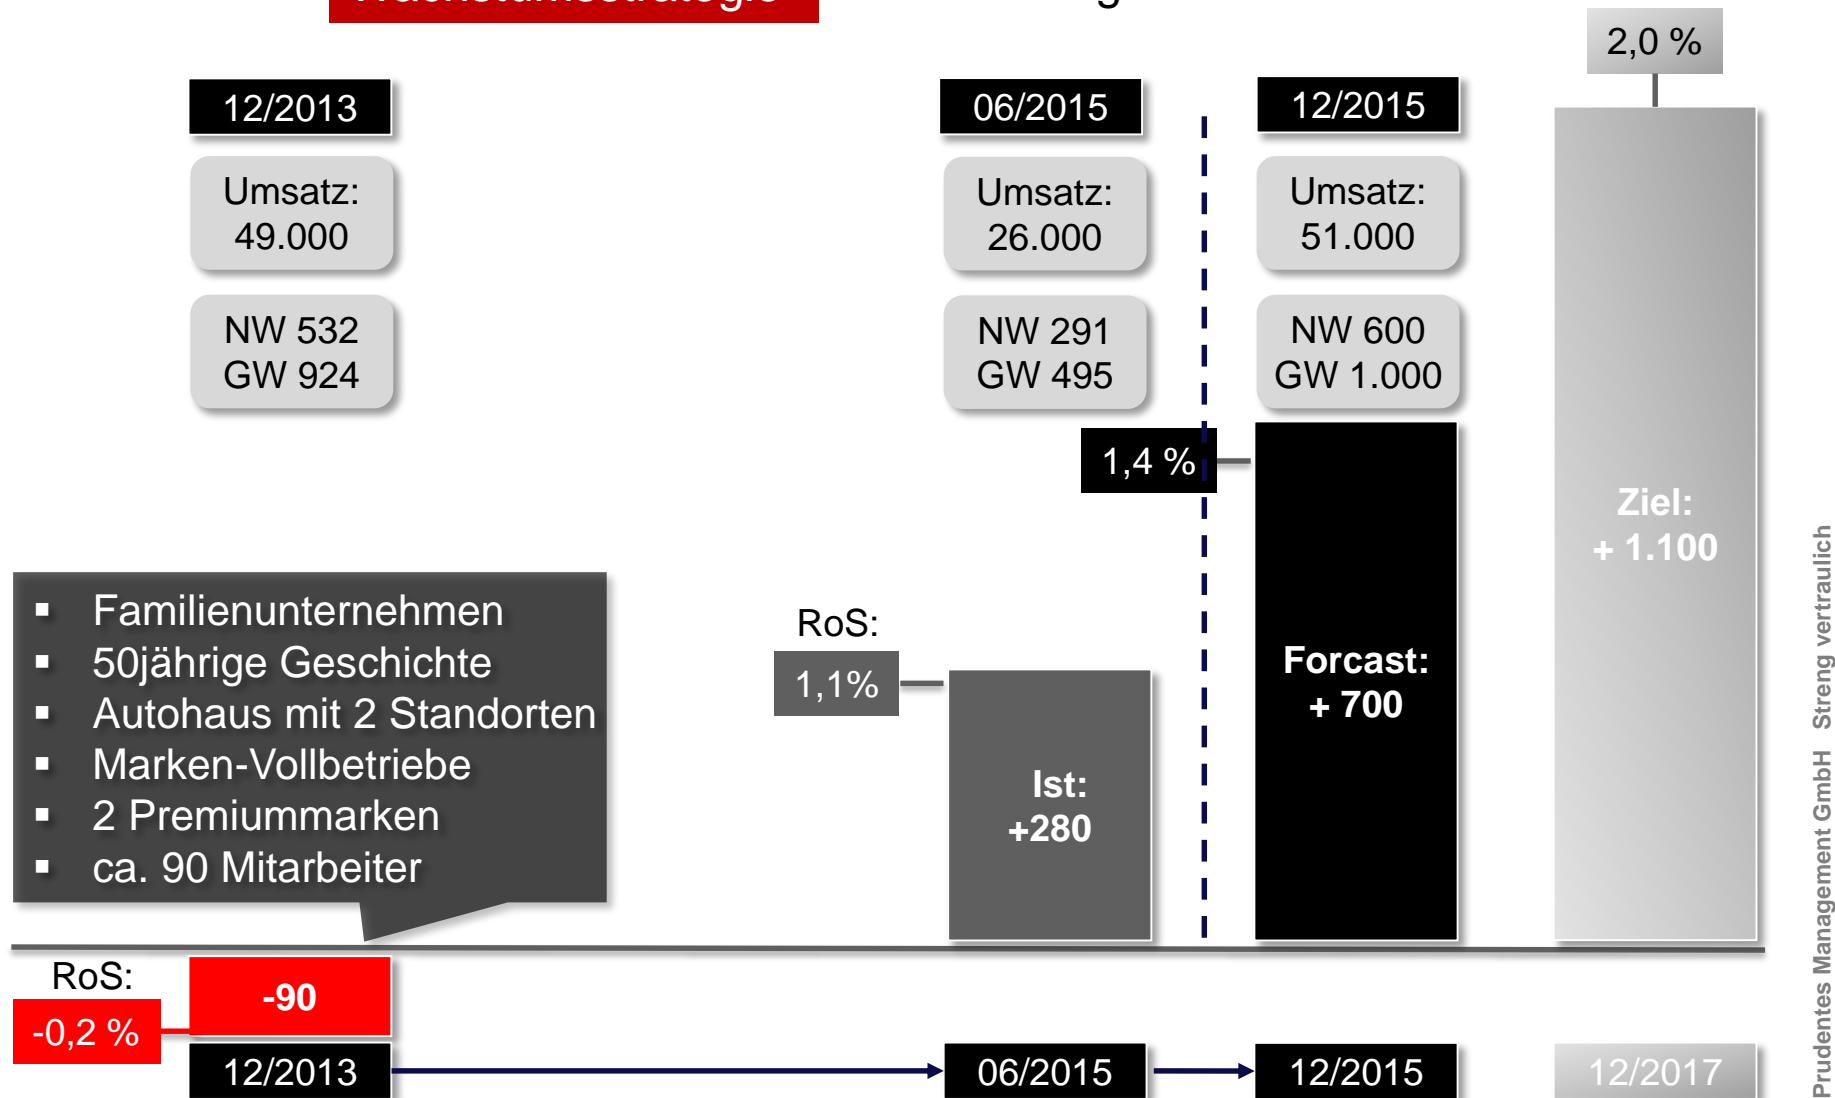 Wachstumsstrategie
2,0 %
12/2013
06/2015
12/2015
Umsatz:
49.000
Umsatz:
26.000
Umsatz:
51.000
NW 532
GW 924
NW 291
GW 495
NW 600
GW 1.000
1,4 %
Ziel:
+ 1.100
▪ Familienunternehmen
▪ 50jährige Geschichte
▪ Autohaus mit 2 Standorten
▪ Marken-Vollbetriebe
▪ 2 Premiummarken
▪ ca. 90 Mitarbeiter
RoS:
1,1%
Ist:
+280
Forcast:
+ 700
RoS:
-0,2 %
-90
12/2013
06/2015
12/2015
12/2017
Prudentes Management GmbH Streng vertraulich